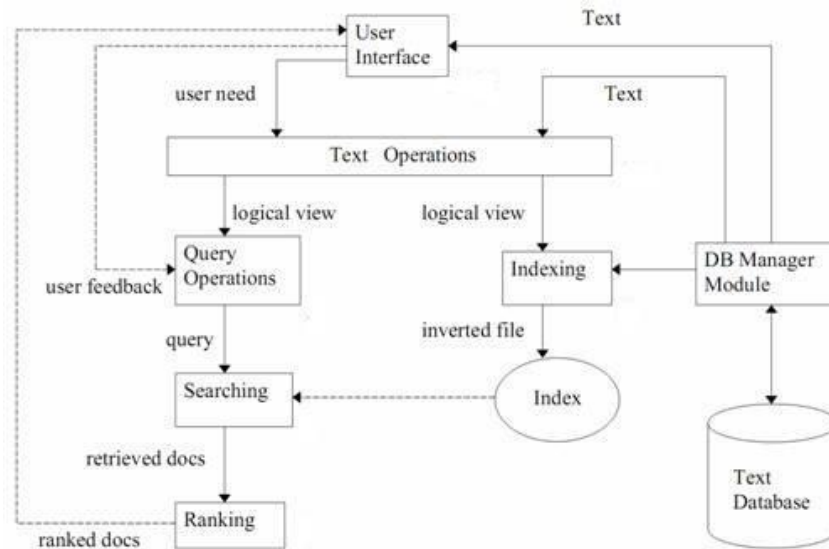 Text
User
Interface
user need
Text
Text Operations
logical view
logical view
Query
Operations
Indexing
DB Manager
Module
user feedback
query
inverted file
Searching
Index
retrieved docs
Text
Database
Ranking
ranked docs